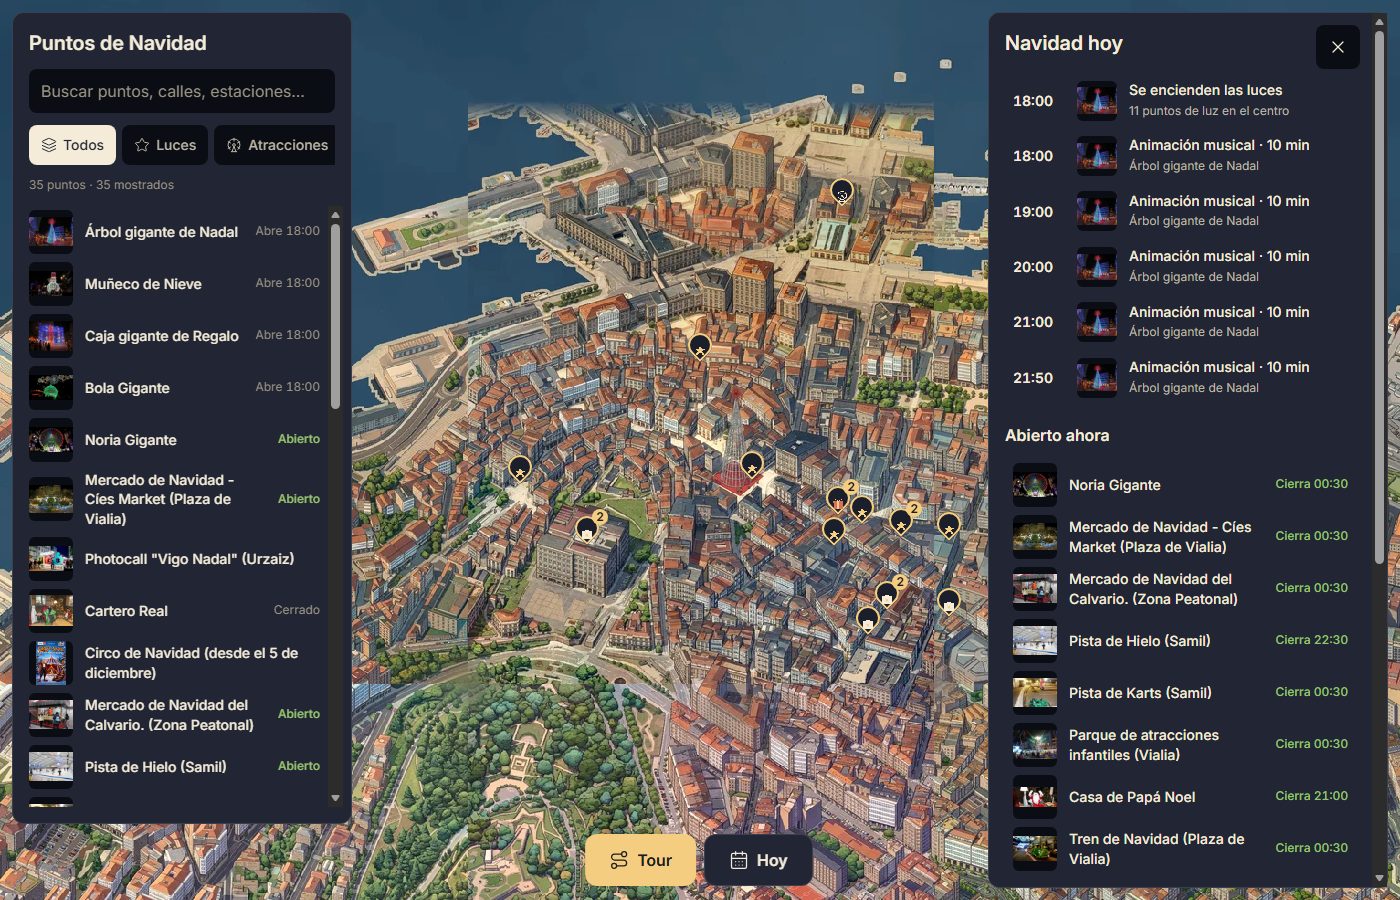 Puntos de Navidad
Buscar puntos, calles, estaciones...
Todos
Luces
Atracciones
35 puntos · 35 mostrados
Árbol gigante de Nadal
Abre 18:00
Muñeco de Nieve
Abre 18:00
Caja gigante de Regalo
Abre 18:00
Bola Gigante
Abre 18:00
Noria Gigante
Abierto
Mercado de Navidad -
Cíes Market (Plaza de
Vialia)
Abierto
Photocall "Vigo Nadal" (Urzaiz)
Cartero Real
Cerrado
Circo de Navidad (desde el 5 de
diciembre)
Mercado de Navidad del
Calvario. (Zona Peatonal)
Abierto
Pista de Hielo (Samil)
Abierto
2
2
2
2
Tour
Hoy
Navidad hoy
18:00
Se encienden las luces
11 puntos de luz en el centro
18:00
Animación musical · 10 min
Árbol gigante de Nadal
19:00
Animación musical · 10 min
Árbol gigante de Nadal
20:00
Animación musical · 10 min
Árbol gigante de Nadal
21:00
Animación musical · 10 min
Árbol gigante de Nadal
21:50
Animación musical · 10 min
Árbol gigante de Nadal
Abierto ahora
Noria Gigante
Cierra 00:30
Mercado de Navidad - Cíes
Market (Plaza de Vialia)
Cierra 00:30
Mercado de Navidad del
Calvario. (Zona Peatonal)
Cierra 00:30
Pista de Hielo (Samil)
Cierra 22:30
Pista de Karts (Samil)
Cierra 00:30
Parque de atracciones
infantiles (Vialia)
Cierra 00:30
Casa de Papá Noel
Cierra 21:00
Tren de Navidad (Plaza de
Vialia)
Cierra 00:30